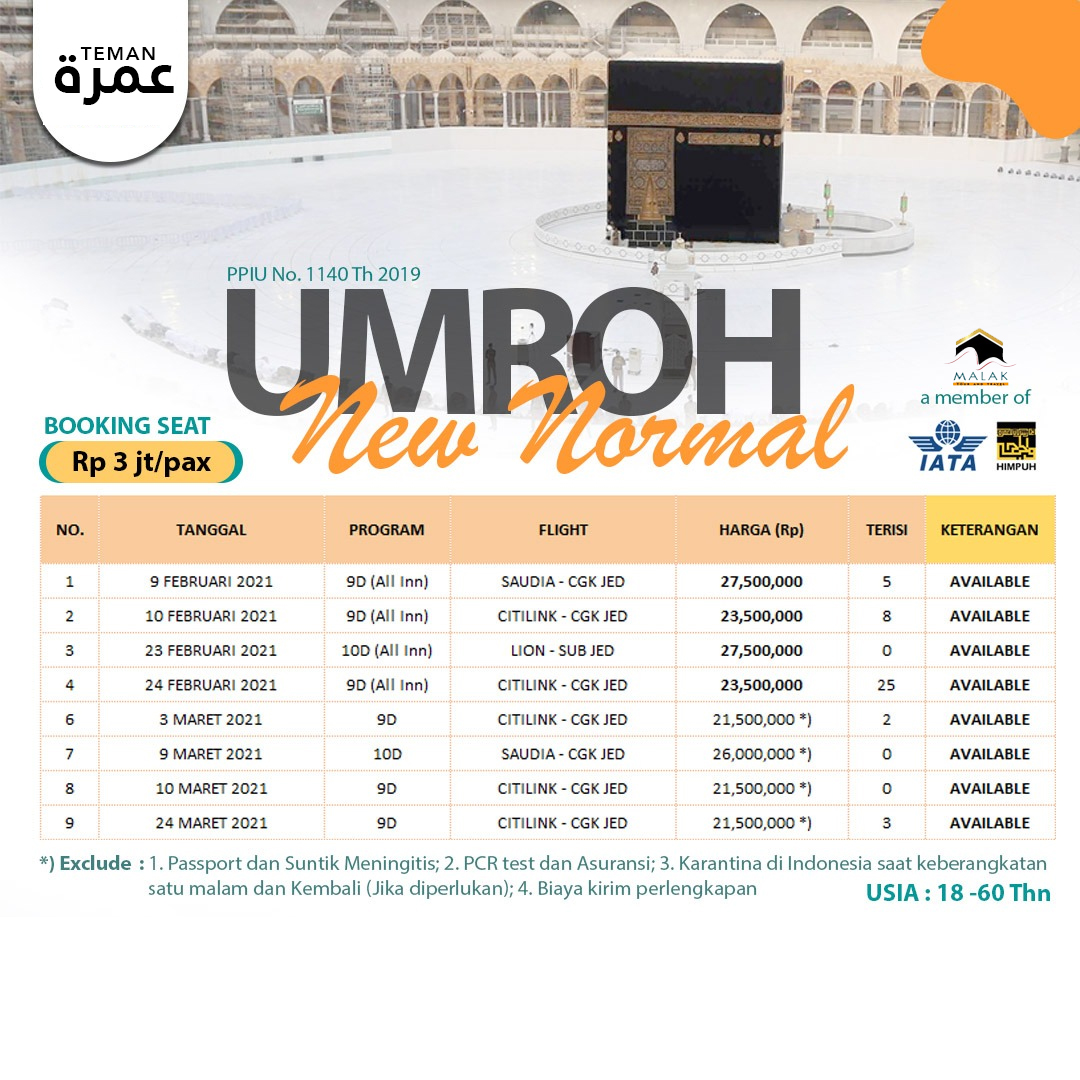 TEMAN
عمرة
PPIU No. 1140 Th 2019
UMROH
New Normal
MALAK
TOUR AND TRAVEL
a member of
IATA
HIMPUH
BOOKING SEAT
Rp 3 jt/pax
NO. TANGGAL PROGRAM FLIGHT HARGA (Rp) TERISI KETERANGAN
1 9 FEBRUARI 2021 9D (All Inn) SAUDIA - CGK JED 27,500,000 5 AVAILABLE
2 10 FEBRUARI 2021 9D (All Inn) CITILINK - CGK JED 23,500,000 8 AVAILABLE
3 23 FEBRUARI 2021 10D (All Inn) LION - SUB JED 27,500,000 0 AVAILABLE
4 24 FEBRUARI 2021 9D (All Inn) CITILINK - CGK JED 23,500,000 25 AVAILABLE
6 3 MARET 2021 9D CITILINK - CGK JED 21,500,000 *) 2 AVAILABLE
7 9 MARET 2021 10D SAUDIA - CGK JED 26,000,000 *) 0 AVAILABLE
8 10 MARET 2021 9D CITILINK - CGK JED 21,500,000 *) 0 AVAILABLE
9 24 MARET 2021 9D CITILINK - CGK JED 21,500,000 *) 3 AVAILABLE
*) Exclude : 1. Passport dan Suntik Meningitis; 2. PCR test dan Asuransi; 3. Karantina di Indonesia saat keberangkatan
satu malam dan Kembali (Jika diperlukan); 4. Biaya kirim perlengkapan
USIA : 18 -60 Thn